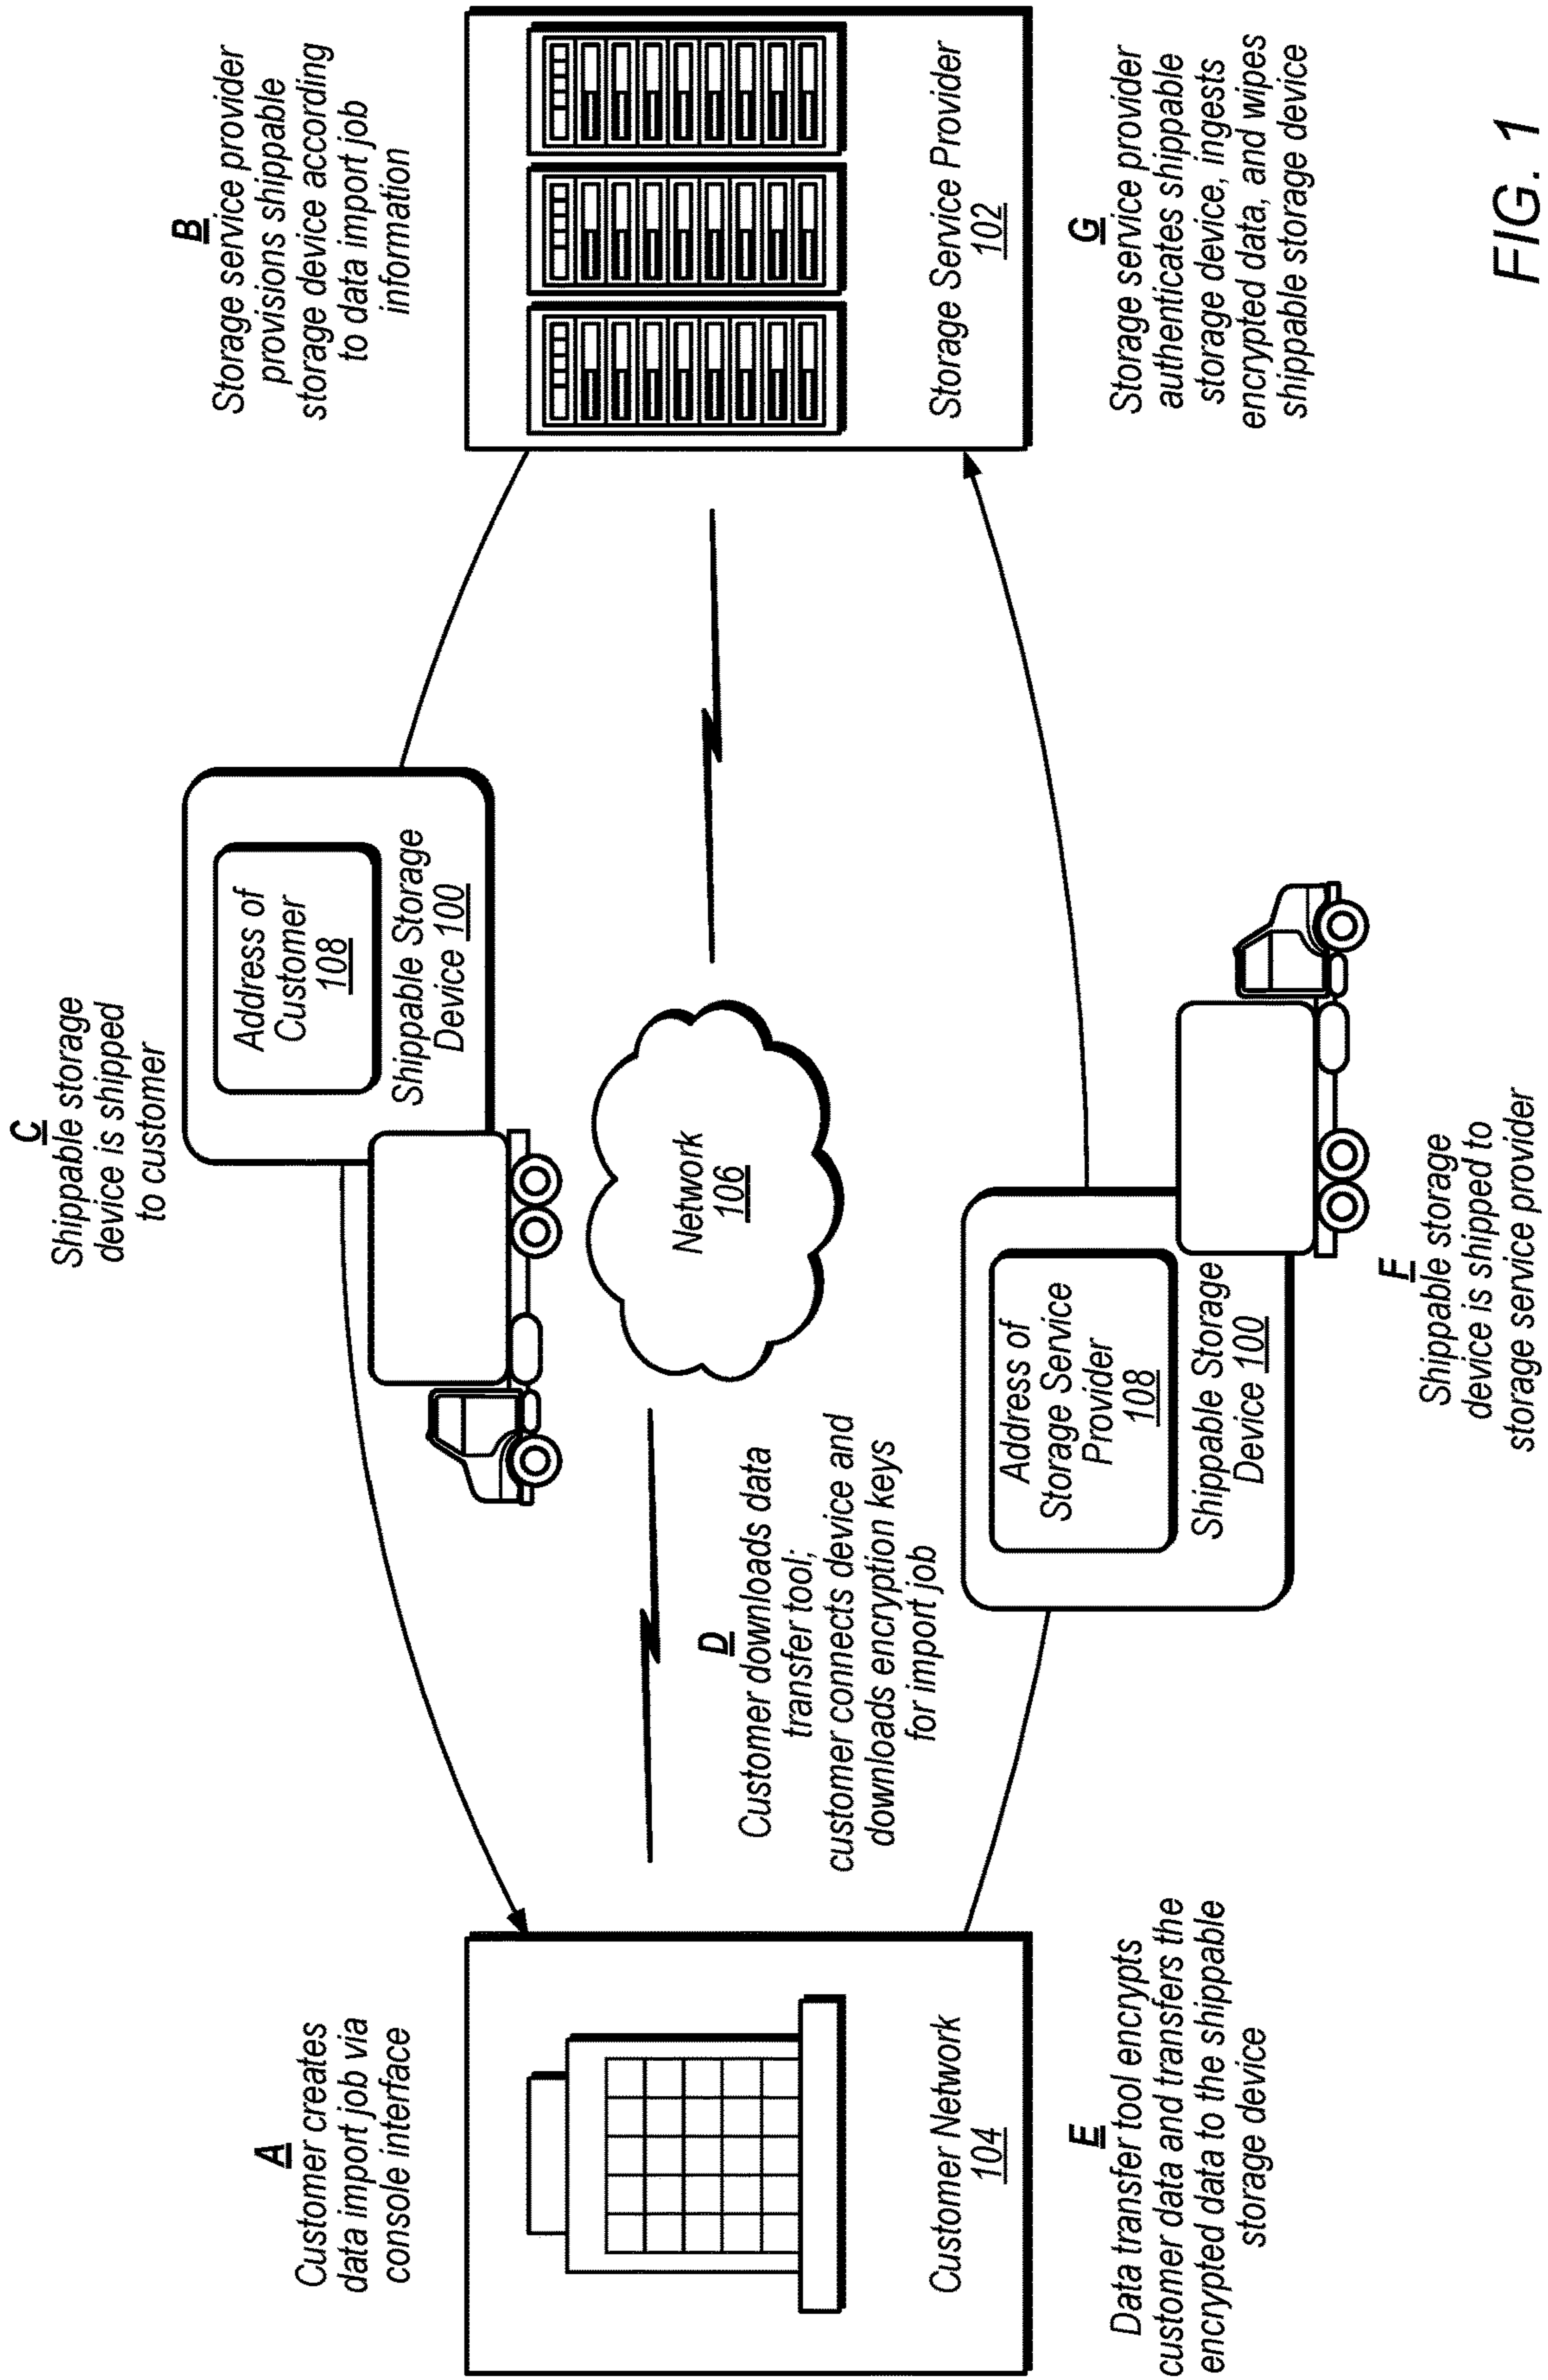 A
Customer creates
data import job via
console interface
B
Storage service provider
provisions shippable
storage device according
to data import job
information
C
Shippable storage
device is shipped
to customer
Address of
Customer
108
Shippable Storage
Device 100
Network
106
D
Customer downloads data
transfer tool;
customer connects device and
downloads encryption keys
for import job
Customer Network
104
Storage Service Provider
102
Address of
Storage Service
Provider
108
Shippable Storage
Device 100
E
Data transfer tool encrypts
customer data and transfers the
encrypted data to the shippable
storage device
F
Shippable storage
device is shipped to
storage service provider
G
Storage service provider
authenticates shippable
storage device, ingests
encrypted data, and wipes
shippable storage device
FIG. 1